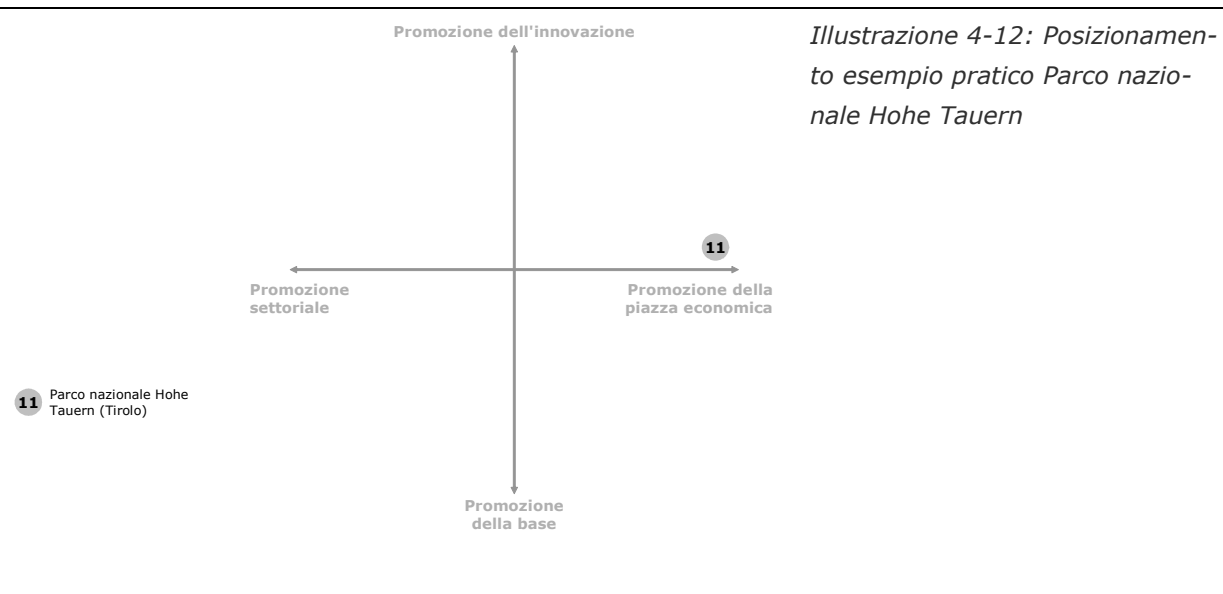 Promozione dell'innovazione
Illustrazione 4-12: Posizionamen-
to esempio pratico Parco nazio-
nale Hohe Tauern
11
Promozione
settoriale
Promozione della
piazza economica
11
Parco nazionale Hohe
Tauern (Tirolo)
Promozione
della base